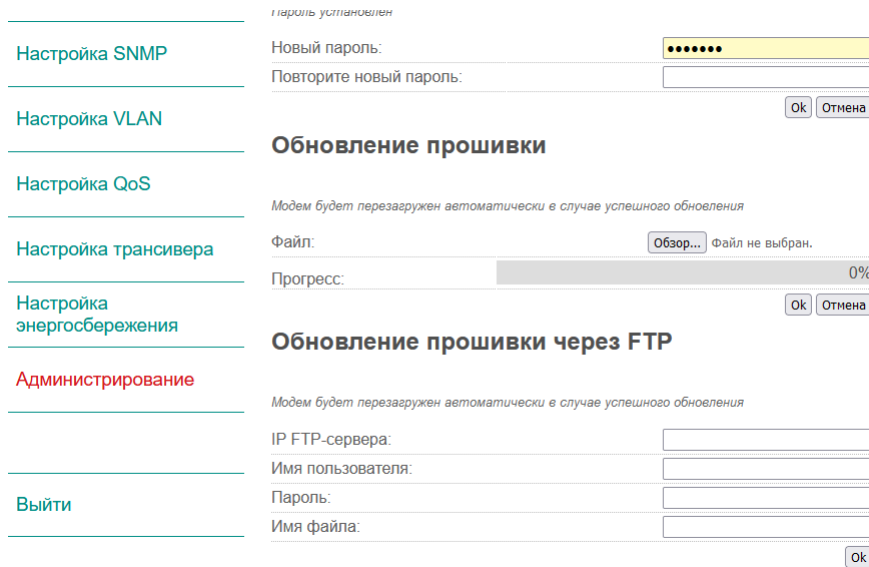 Пароль установлен
Настройка SNMP
Настройка VLAN
Настройка QoS
Настройка трансивера
Настройка
энергосбережения
Администрирование
Выйти
Новый пароль:
Повторите новый пароль:
Ok Отмена
Обновление прошивки
Модем будет перезагружен автоматически в случае успешного обновления
Файл: Обзор... Файл не выбран.
Прогресс: 0%
Ok Отмена
Обновление прошивки через FTP
Модем будет перезагружен автоматически в случае успешного обновления
IP FTP-сервера:
Имя пользователя:
Пароль:
Имя файла:
Ok